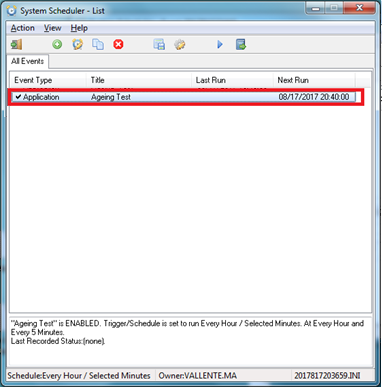 System Scheduler - List
Action View Help
All Events
Event Type Title Last Run Next Run
Application Ageing Test 08/17/2017 20:40:00
"Ageing Test" is ENABLED. Trigger/Schedule is set to run Every Hour / Selected Minutes. At Every Hour and
Every 5 Minutes.
Last Recorded Status:(none).
Schedule:Every Hour / Selected Minutes Owner:VALLENTE.MA 2017817203659.INI